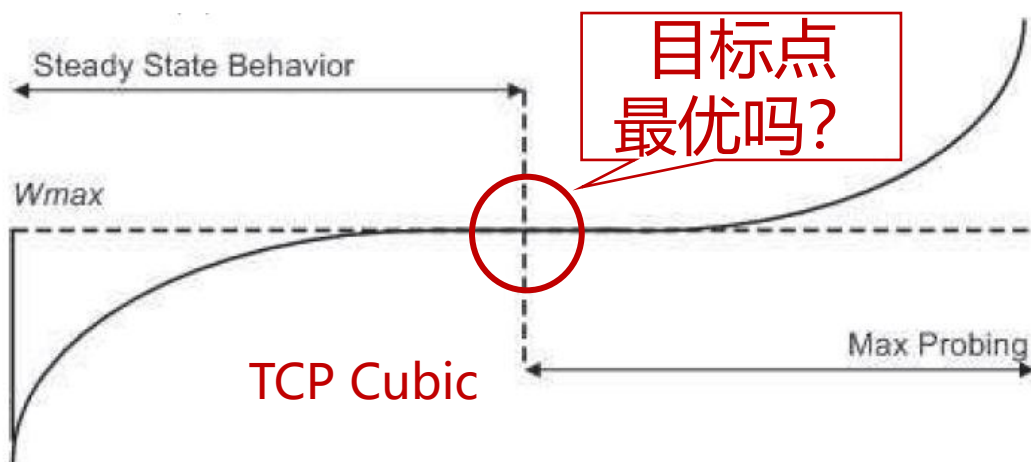 目标点
最优吗？
Steady State Behavior
Wmax
Max Probing
TCP Cubic